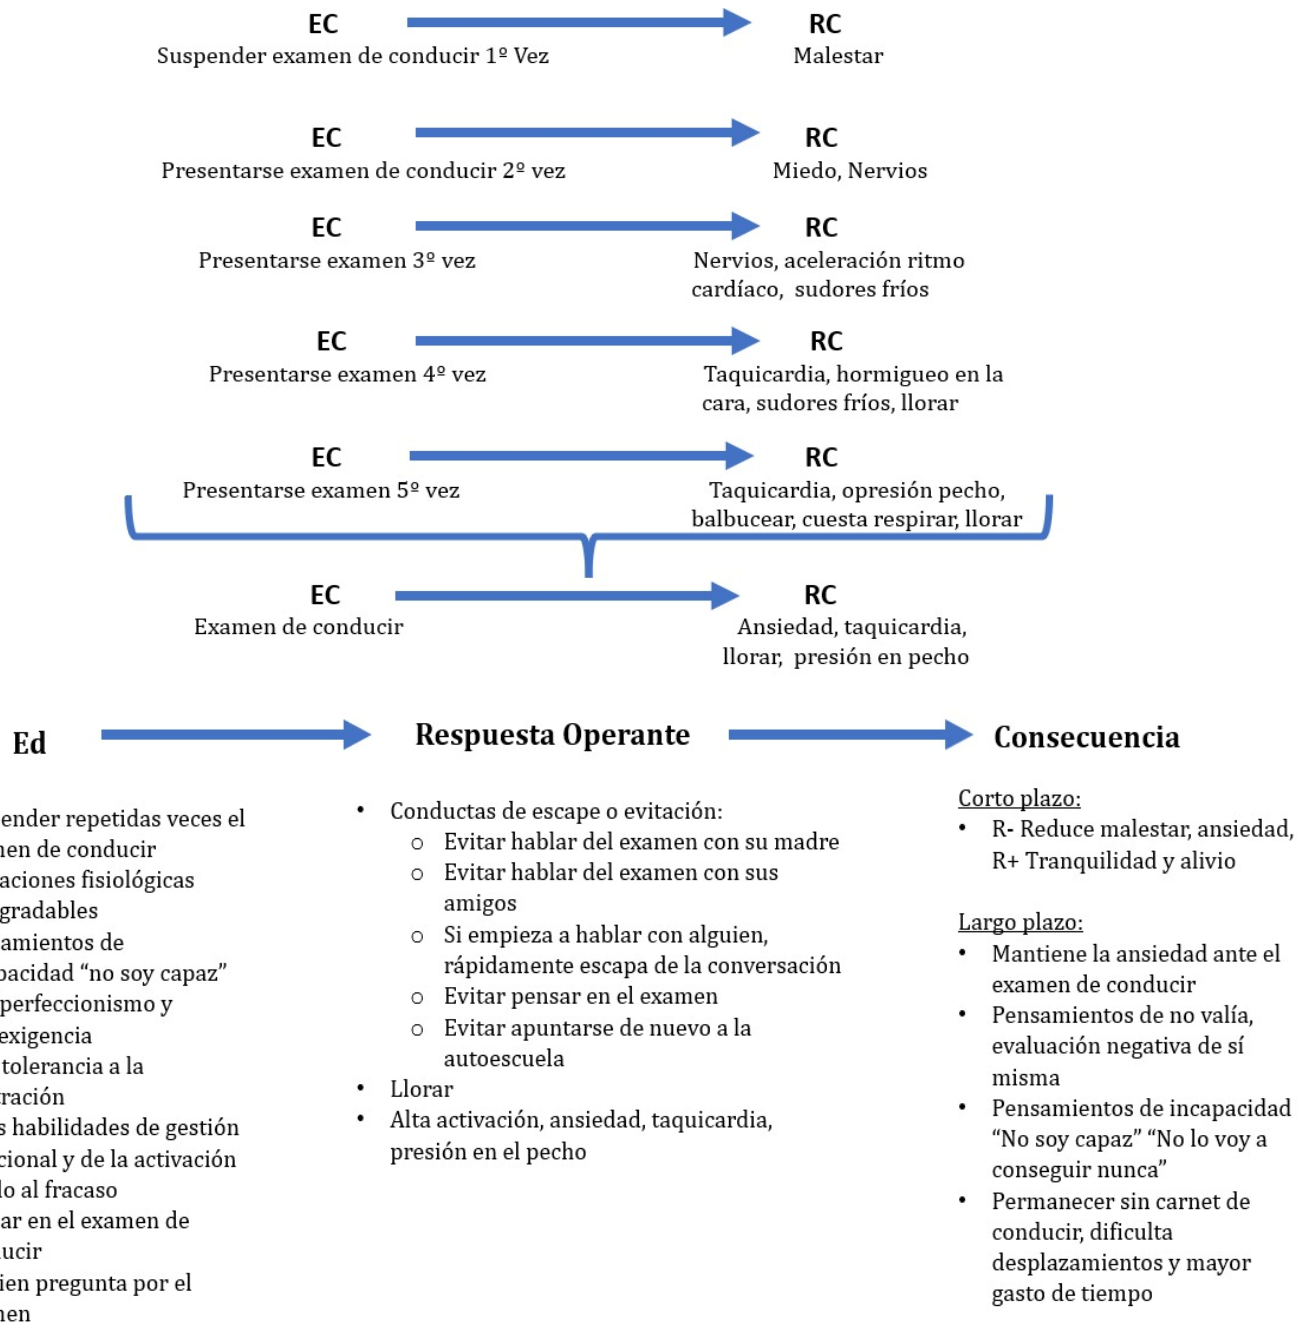 EC RC
Suspender examen de conducir 1º Vez Malestar
EC RC
Presentarse examen de conducir 2º vez Miedo, Nervios
EC RC
Presentarse examen 3º vez Nervios, aceleración ritmo
cardíaco, sudores fríos
EC RC
Presentarse examen 4º vez Taquicardia, hormigueo en la
cara, sudores fríos, llorar
EC RC
Presentarse examen 5º vez Taquicardia, opresión pecho,
balbucear, cuesta respirar, llorar
EC RC
Examen de conducir Ansiedad, taquicardia,
llorar, presión en pecho
Ed Respuesta Operante Consecuencia
ender repetidas veces el
nen de conducir
aciones fisiológicas
gradables
amientos de
pacidad “no soy capaz”
perfeccionismo y
exigencia
tolerancia a la
tración
s habilidades de gestión
cional y de la activación
lo al fracaso
ar en el examen de
ucir
ien pregunta por el
nen
• Conductas de escape o evitación:
o Evitar hablar del examen con su madre
o Evitar hablar del examen con sus
amigos
o Si empieza a hablar con alguien,
rápidamente escapa de la conversación
o Evitar pensar en el examen
o Evitar apuntarse de nuevo a la
autoescuela
• Llorar
• Alta activación, ansiedad, taquicardia,
presión en el pecho
Corto plazo:
• R- Reduce malestar, ansiedad,
R+ Tranquilidad y alivio
Largo plazo:
• Mantiene la ansiedad ante el
examen de conducir
• Pensamientos de no valía,
evaluación negativa de sí
misma
• Pensamientos de incapacidad
“No soy capaz” “No lo voy a
conseguir nunca”
• Permanecer sin carnet de
conducir, dificulta
desplazamientos y mayor
gasto de tiempo